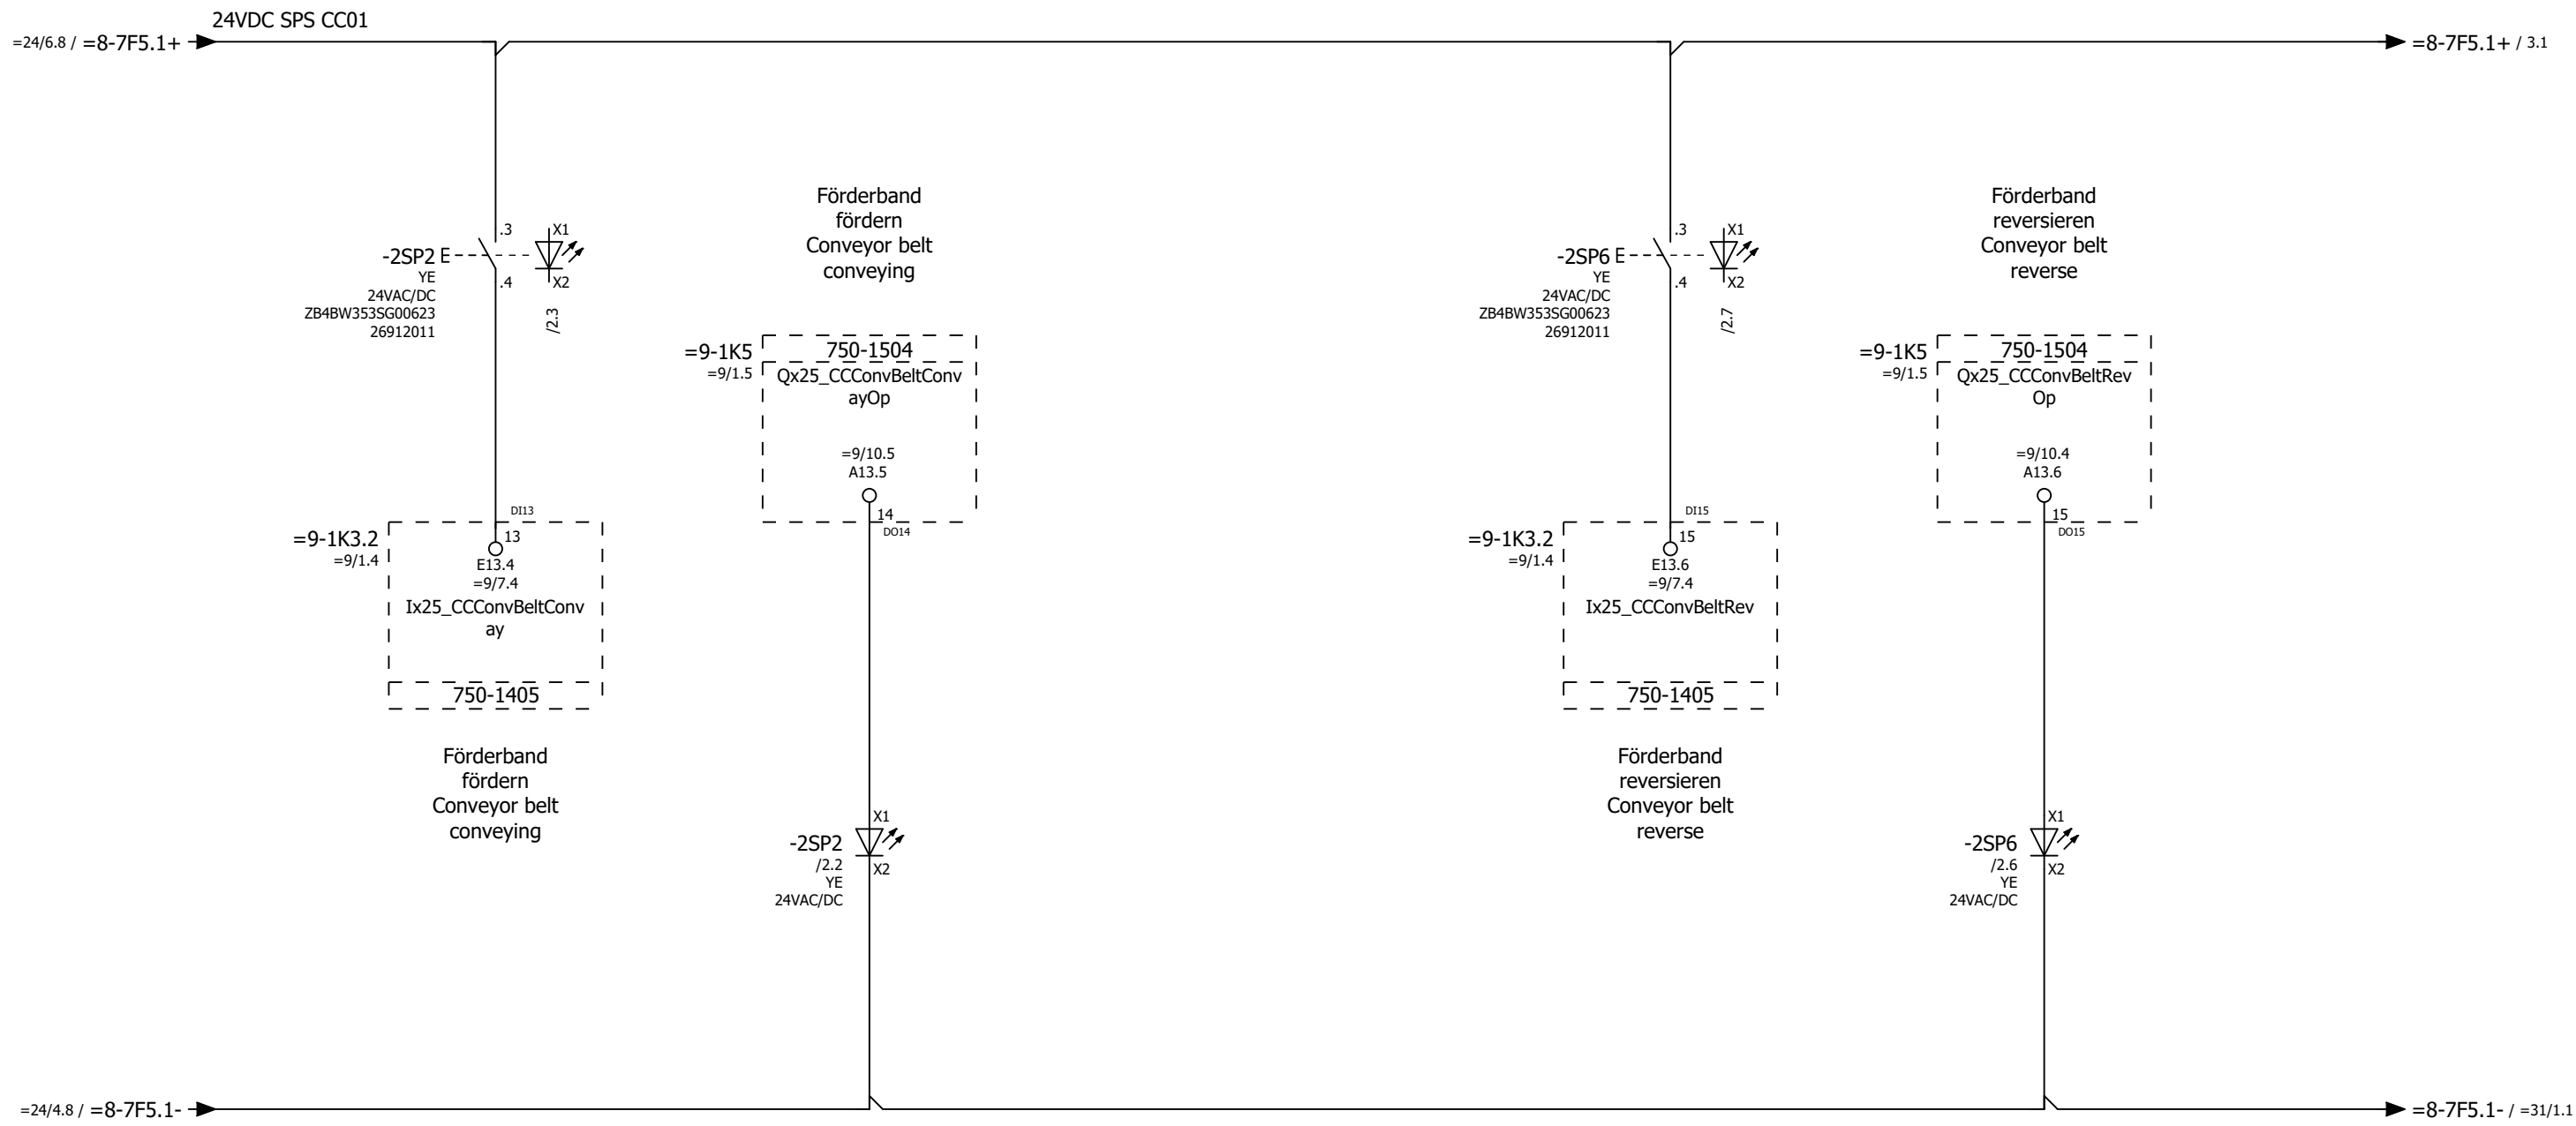 24VDC SPS CC01
=24/6.8 / =8-7F5.1+
=8-7F5.1+ / 3.1
.3
X1
-2SP2 E
YE
24VAC/DC
ZB4BW353SG00623
26912011
.4
X2
/2.3
DI13
13
=9-1K3.2
=9/1.4
E13.4
=9/7.4
Ix25_CCConvBeltConv
ay
750-1405
Förderband
fördern
Conveyor belt
conveying
Förderband
fördern
Conveyor belt
conveying
=9-1K5
=9/1.5
750-1504
Qx25_CCConvBeltConv
ayOp
=9/10.5
A13.5
14
DO14
X1
-2SP2
/2.2
YE
24VAC/DC
X2
.3
X1
-2SP6 E
YE
24VAC/DC
ZB4BW353SG00623
26912011
.4
X2
/2.7
DI15
15
=9-1K3.2
=9/1.4
E13.6
=9/7.4
Ix25_CCConvBeltRev
750-1405
Förderband
reversieren
Conveyor belt
reverse
Förderband
reversieren
Conveyor belt
reverse
=9-1K5
=9/1.5
750-1504
Qx25_CCConvBeltRev
Op
=9/10.4
A13.6
15
DO15
X1
-2SP6
/2.6
YE
24VAC/DC
X2
=24/4.8 / =8-7F5.1-
=8-7F5.1- / =31/1.1